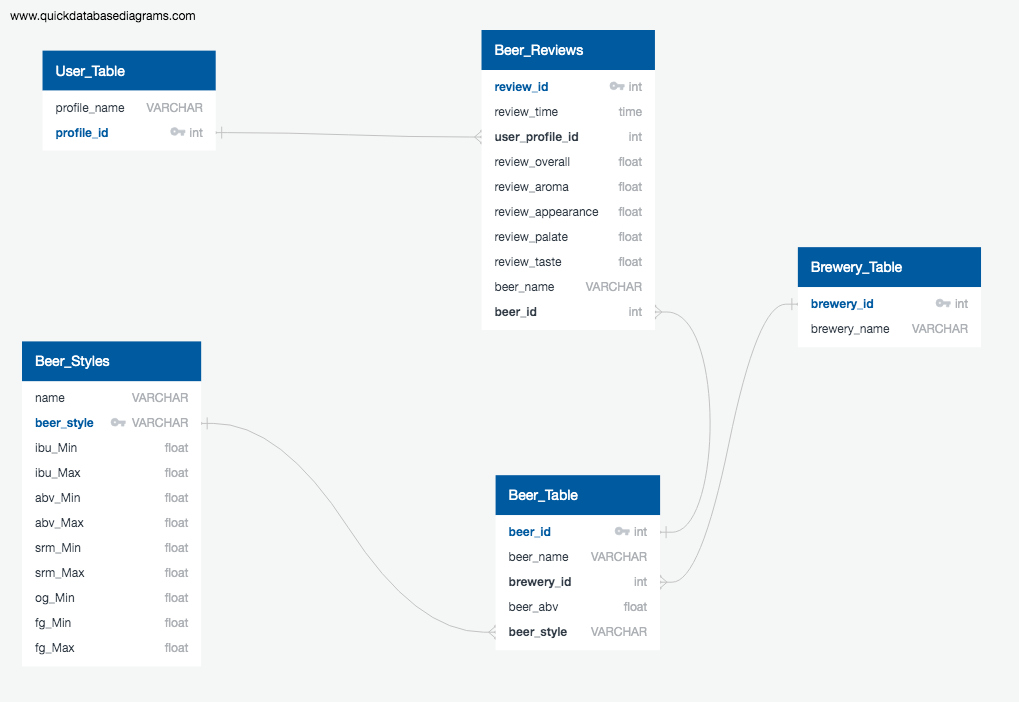 www.quickdatabasediagrams.com
User_Table
profile_name VARCHAR
profile_id int
Beer_Reviews
review_id int
review_time time
user_profile_id int
review_overall float
review_aroma float
review_appearance float
review_palate float
review_taste float
beer_name VARCHAR
beer_id int
Brewery_Table
brewery_id int
brewery_name VARCHAR
Beer_Styles
name VARCHAR
beer_style VARCHAR
ibu_Min float
ibu_Max float
abv_Min float
abv_Max float
srm_Min float
srm_Max float
og_Min float
fg_Min float
fg_Max float
Beer_Table
beer_id int
beer_name VARCHAR
brewery_id int
beer_abv float
beer_style VARCHAR